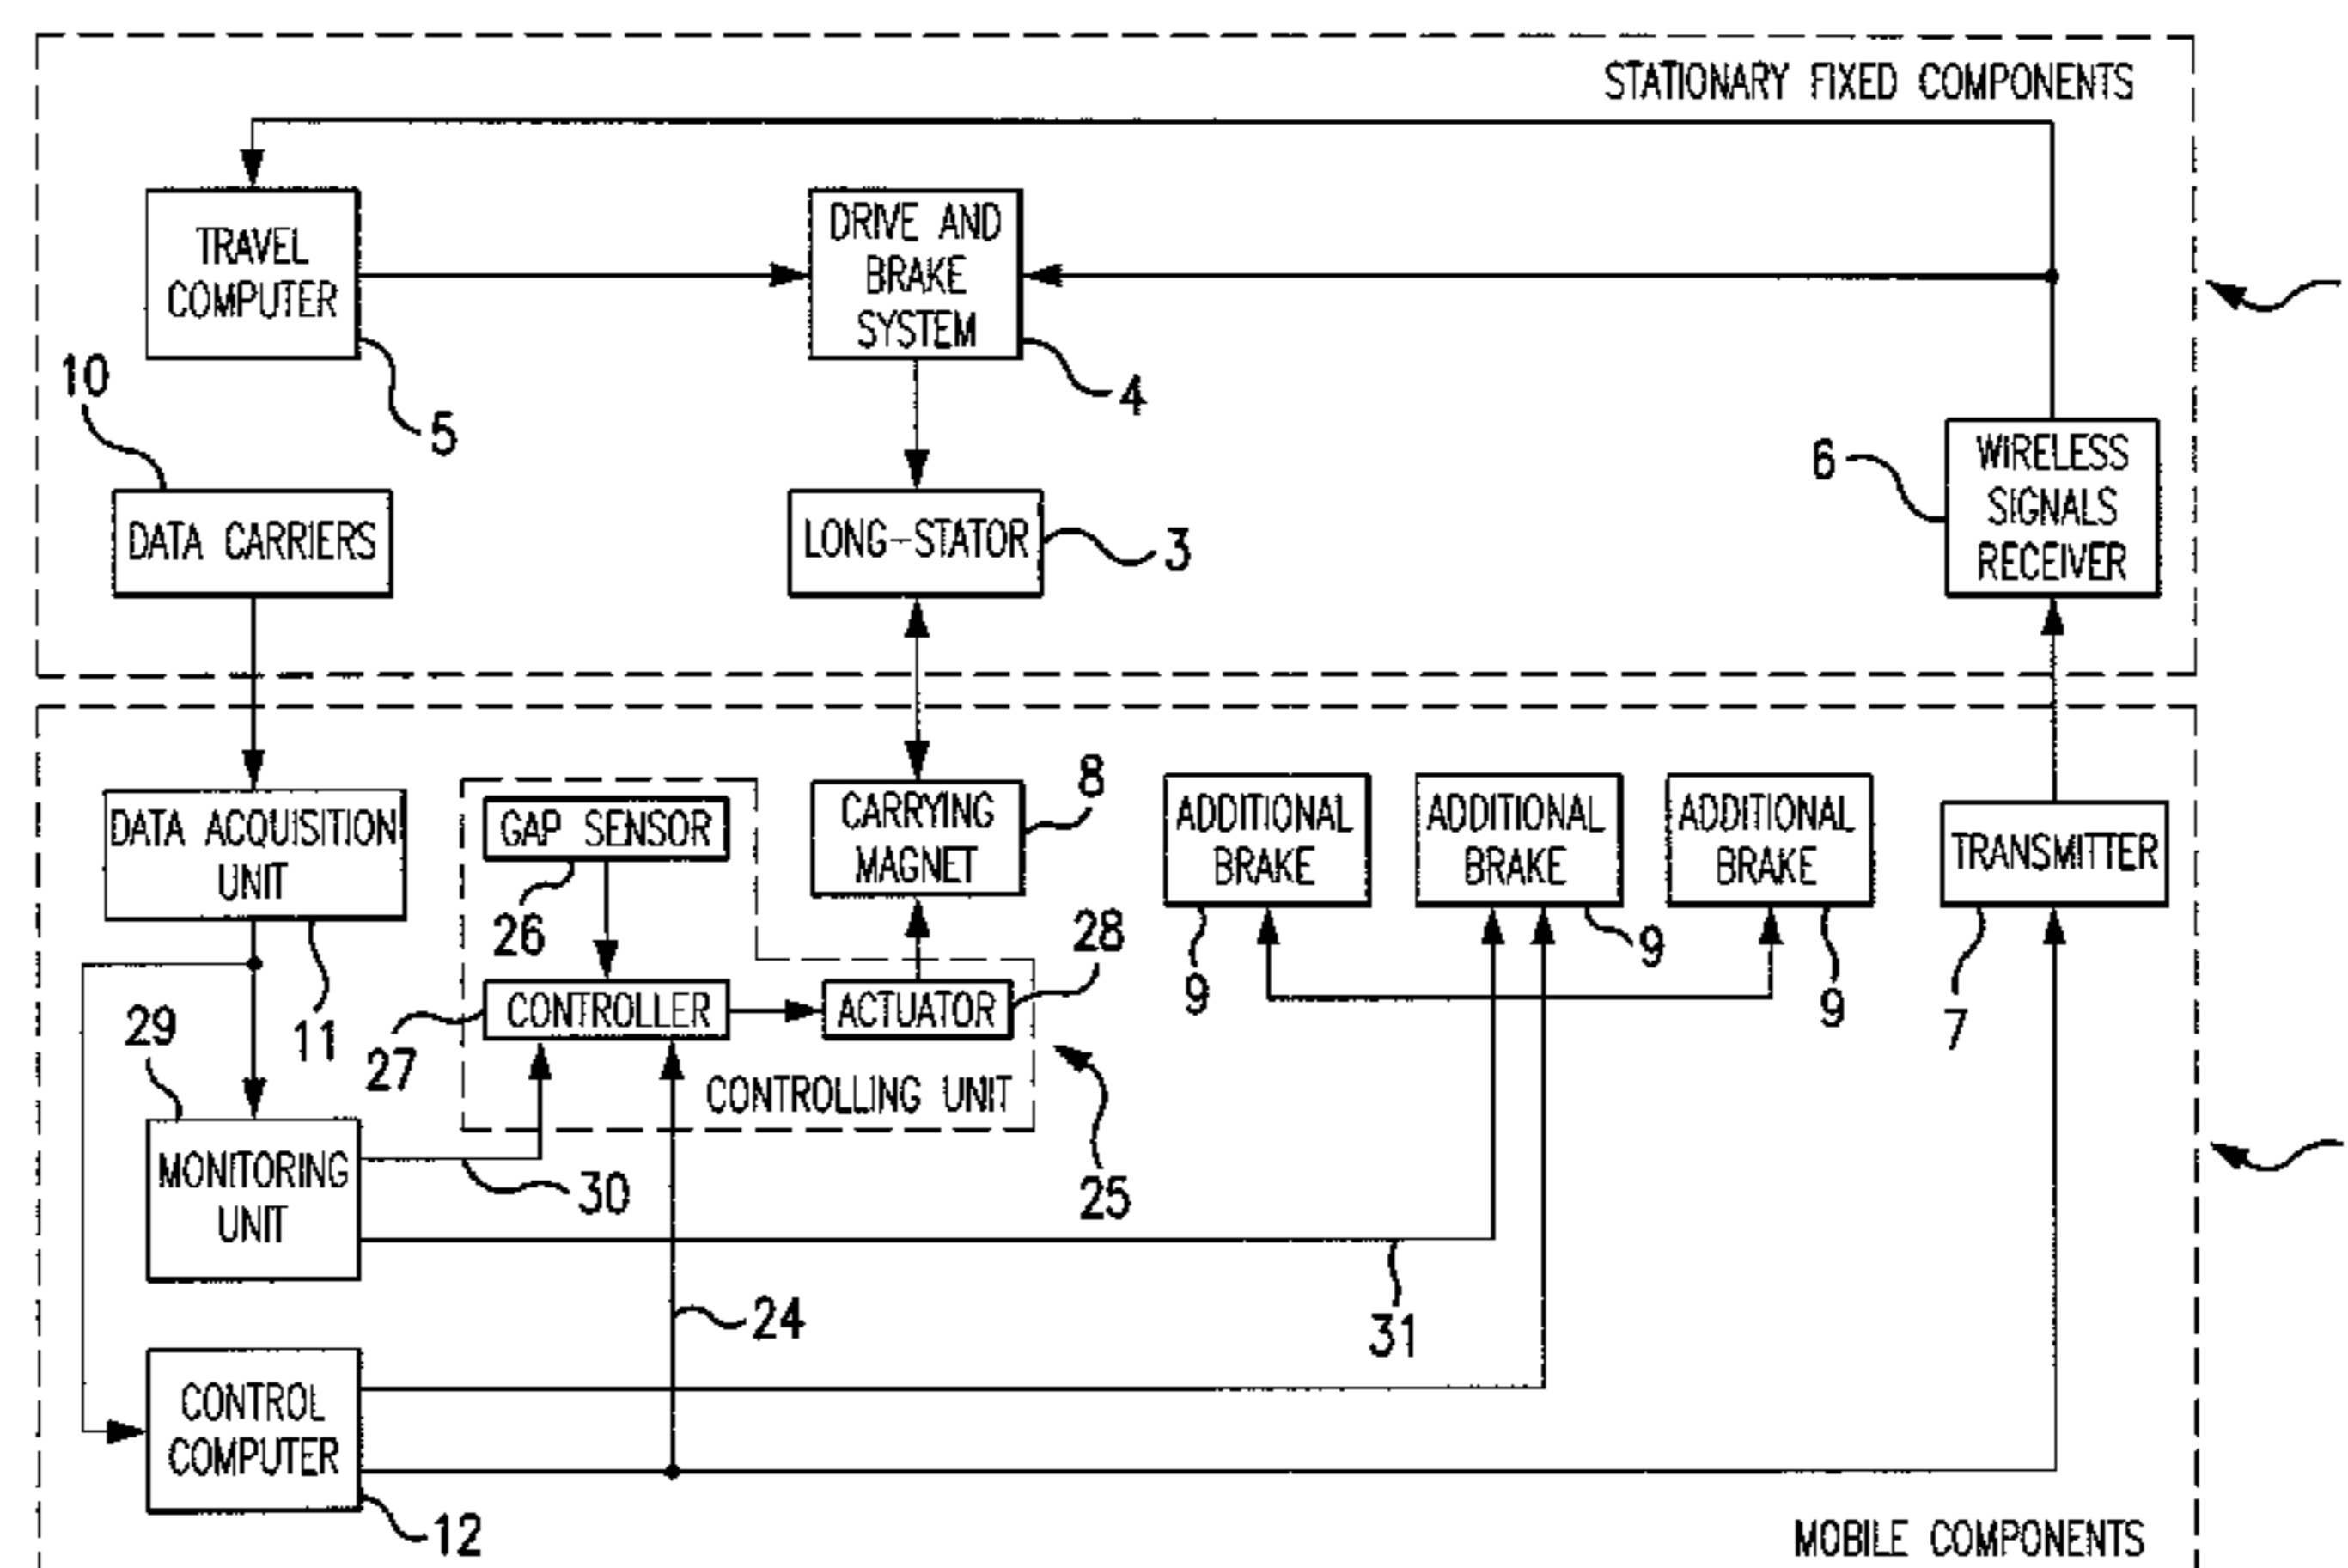 STATIONARY FIXED COMPONENTS
TRAVEL
COMPUTER
5
DRIVE AND
BRAKE
SYSTEM
4
10
DATA CARRIERS
LONG-STATOR
3
6
WIRELESS
SIGNALS
RECEIVER
DATA ACQUISITION
UNIT
11
GAP SENSOR
26
CARRYING
MAGNET
8
ADDITIONAL
BRAKE
9
ADDITIONAL
BRAKE
9
ADDITIONAL
BRAKE
9
TRANSMITTER
7
CONTROLLER
27
ACTUATOR
28
CONTROLLING UNIT
25
29
MONITORING
UNIT
30
31
24
CONTROL
COMPUTER
12
MOBILE COMPONENTS